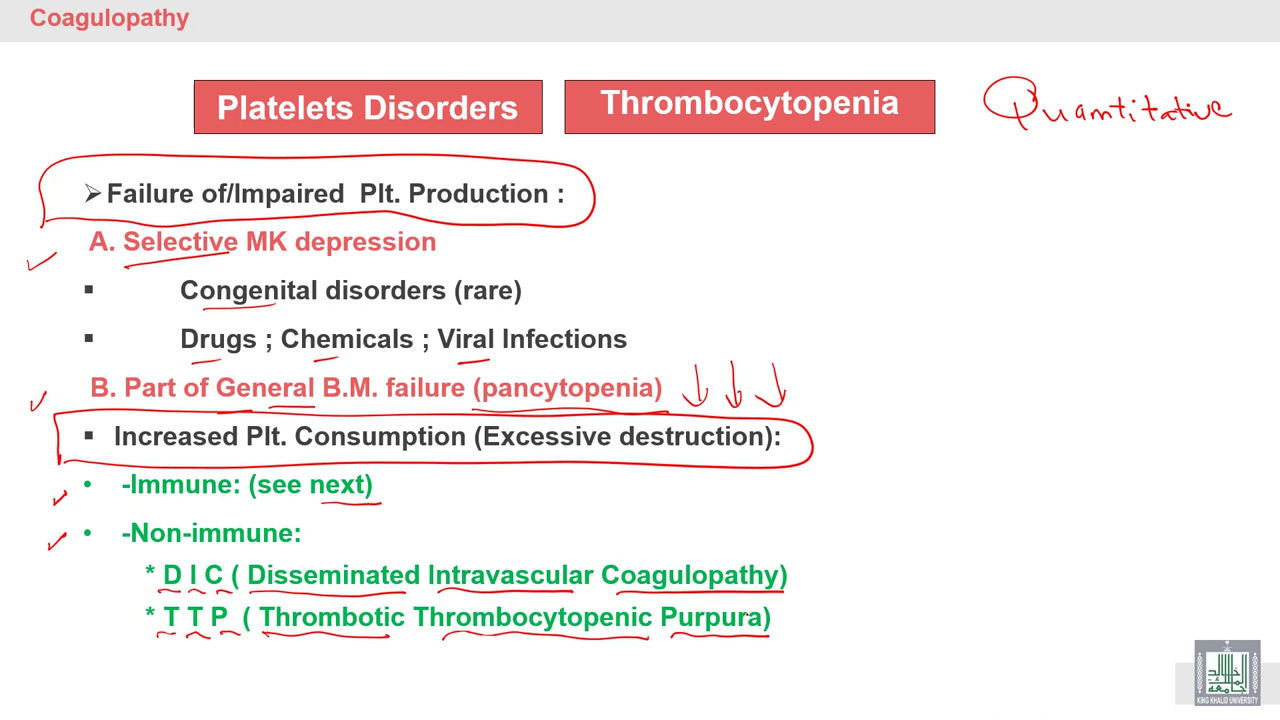 Coagulopathy
Platelets Disorders
Thrombocytopenia
Quantitative
➢ Failure of/Impaired Plt. Production :
A. Selective MK depression
▪ Congenital disorders (rare)
▪ Drugs ; Chemicals ; Viral Infections
B. Part of General B.M. failure (pancytopenia)
▪ Increased Plt. Consumption (Excessive destruction):
• -Immune: (see next)
• -Non-immune:
* D I C ( Disseminated Intravascular Coagulopathy)
* T T P ( Thrombotic Thrombocytopenic Purpura)
KING KHALID UNIVERSITY